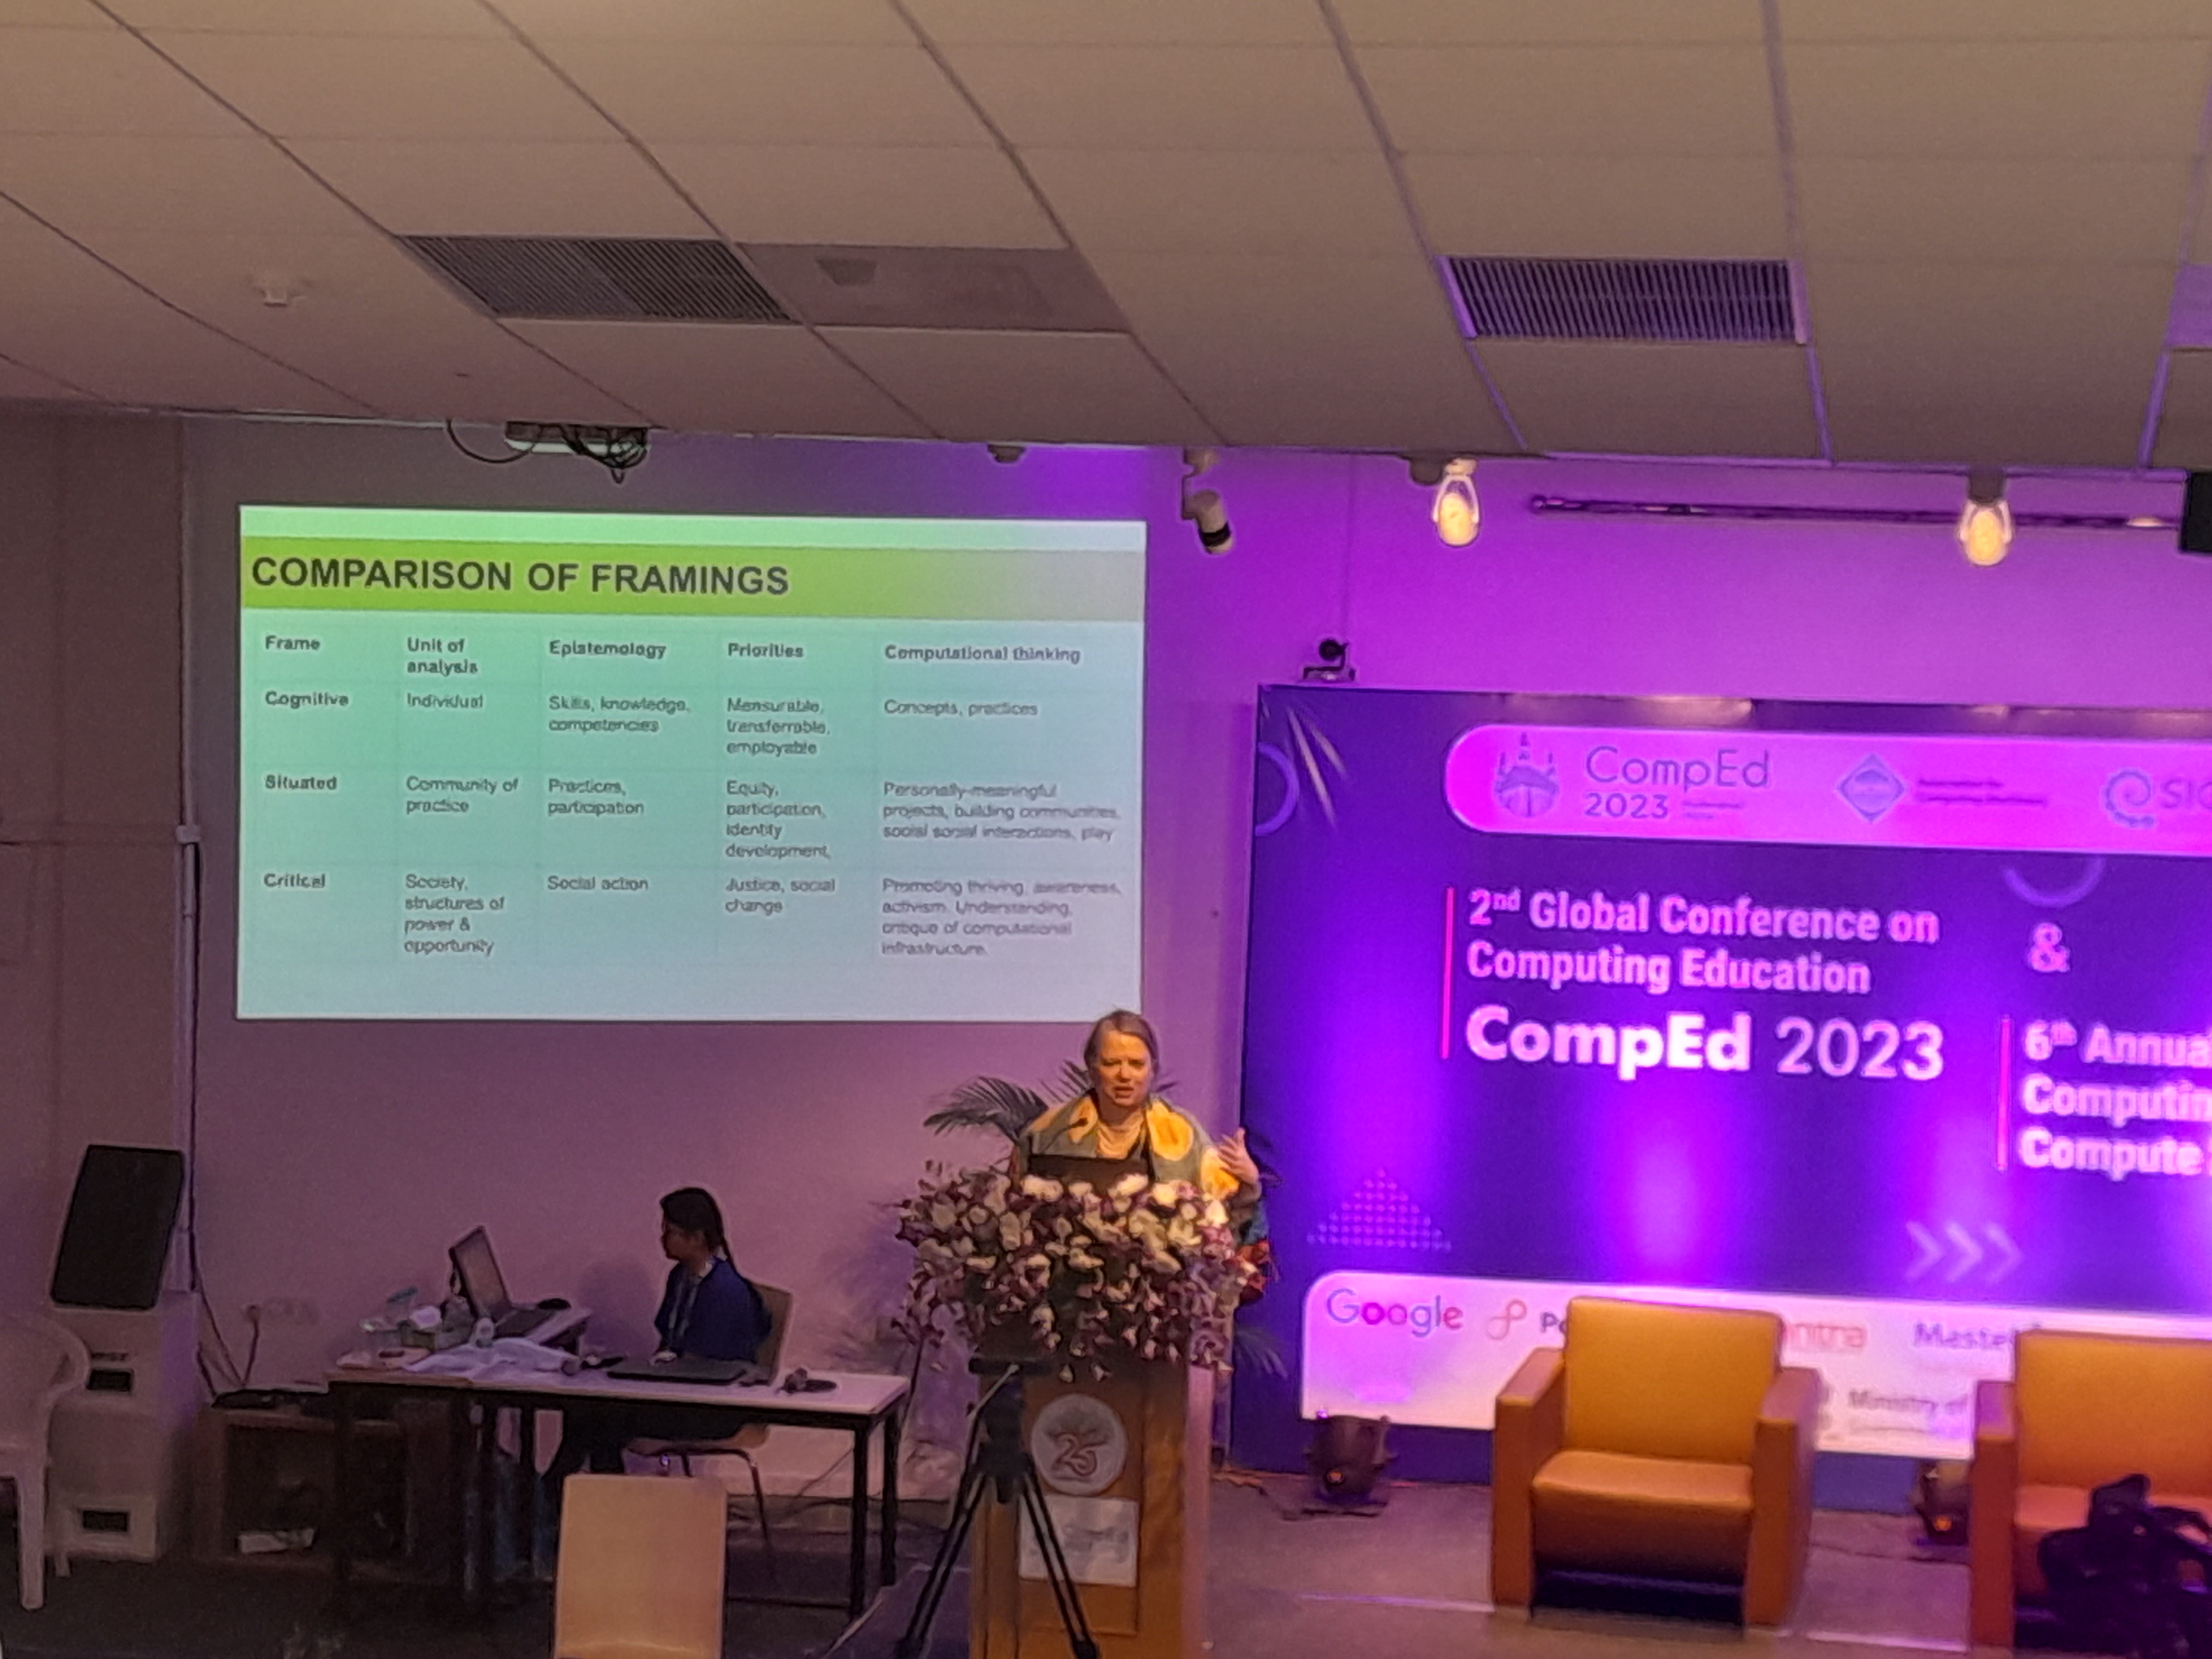 COMPARISON OF FRAMINGS
Frame
Unit of
analysis
Epistemology
Priorities
Computational thinking
Cognitive
Individual
Skills, knowledge,
competencies
Measurable,
transferrable,
employable
Concepts, practices
Situated
Community of
practice
Practices,
participation
Equity,
participation,
identity
development,
Personally-meaningful
projects, building communities,
social social interactions, play
Critical
Society,
structures of
power &
opportunity
Social action
Justice, social
change
Promoting thriving, awareness,
activism. Understanding,
critique of computational
infrastructure.
CompEd
2023
2nd Global Conference on
Computing Education
CompEd 2023
&
6th Annua
Computin
Compute
Google
Ministry of
25